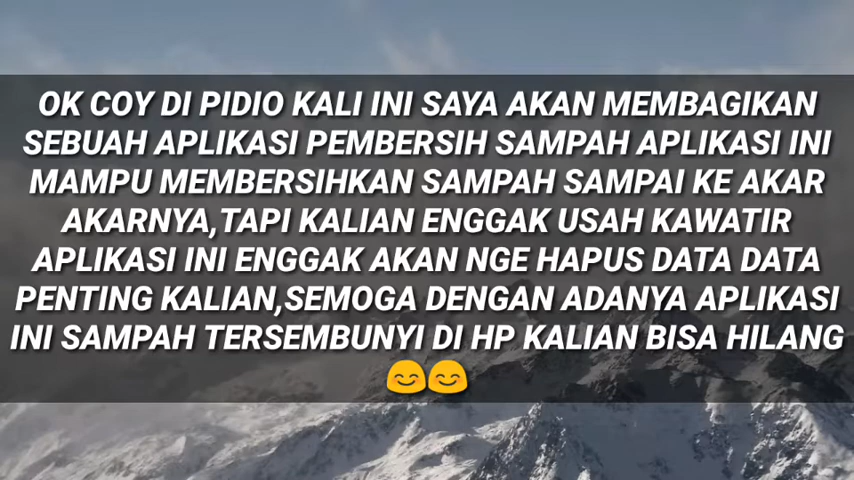 OK COY DI PIDIO KALI INI SAYA AKAN MEMBAGIKAN
SEBUAH APLIKASI PEMBERSIH SAMPAH APLIKASI INI
MAMPU MEMBERSIHKAN SAMPAH SAMPAI KE AKAR
AKARNYA,TAPI KALIAN ENGGAK USAH KAWATIR
APLIKASI INI ENGGAK AKAN NGE HAPUS DATA DATA
PENTING KALIAN,SEMOGA DENGAN ADANYA APLIKASI
INI SAMPAH TERSEMBUNYI DI HP KALIAN BISA HILANG
😊😊